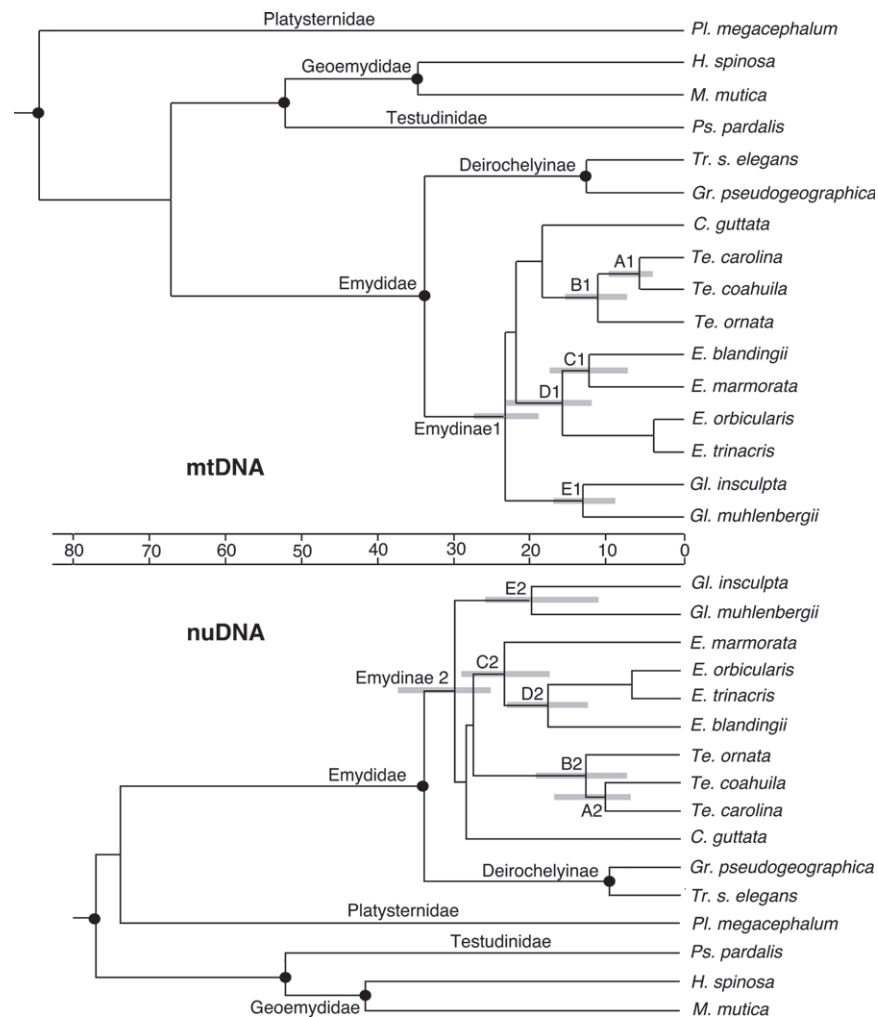 Platysternidae
Pl. megacephalum
Geoemydidae
H. spinosa
M. mutica
Testudinidae
Ps. pardalis
Deirochelyinae
Tr. s. elegans
Gr. pseudogeographica
C. guttata
A1
Te. carolina
B1
Te. coahuila
Emydidae
Te. ornata
C1
E. blandingii
D1
E. marmorata
Emydinae1
E. orbicularis
E. trinacris
mtDNA
E1
Gl. insculpta
Gl. muhlenbergii
80 70 60 50 40 30 20 10 0
E2
Gl. insculpta
Gl. muhlenbergii
nuDNA
E. marmorata
C2
Emydinae 2
E. orbicularis
D2
E. trinacris
E. blandingii
Te. ornata
B2
Emydidae
Te. coahuila
A2
Te. carolina
C. guttata
Deirochelyinae
Gr. pseudogeographica
Tr. s. elegans
Platysternidae
Pl. megacephalum
Testudinidae
Ps. pardalis
H. spinosa
Geoemydidae
M. mutica